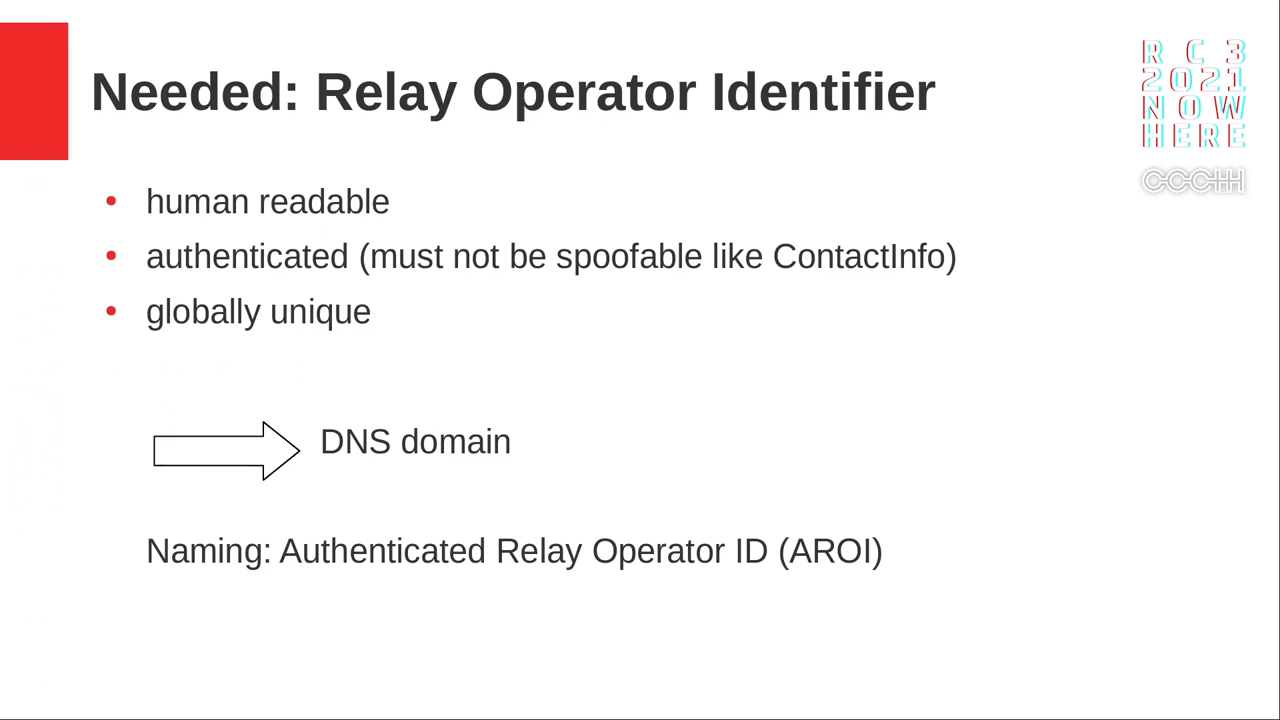 Needed: Relay Operator Identifier
R C 3
2021
NOW
HERE
CCCHH
• human readable
• authenticated (must not be spoofable like ContactInfo)
• globally unique
DNS domain
Naming: Authenticated Relay Operator ID (AROI)